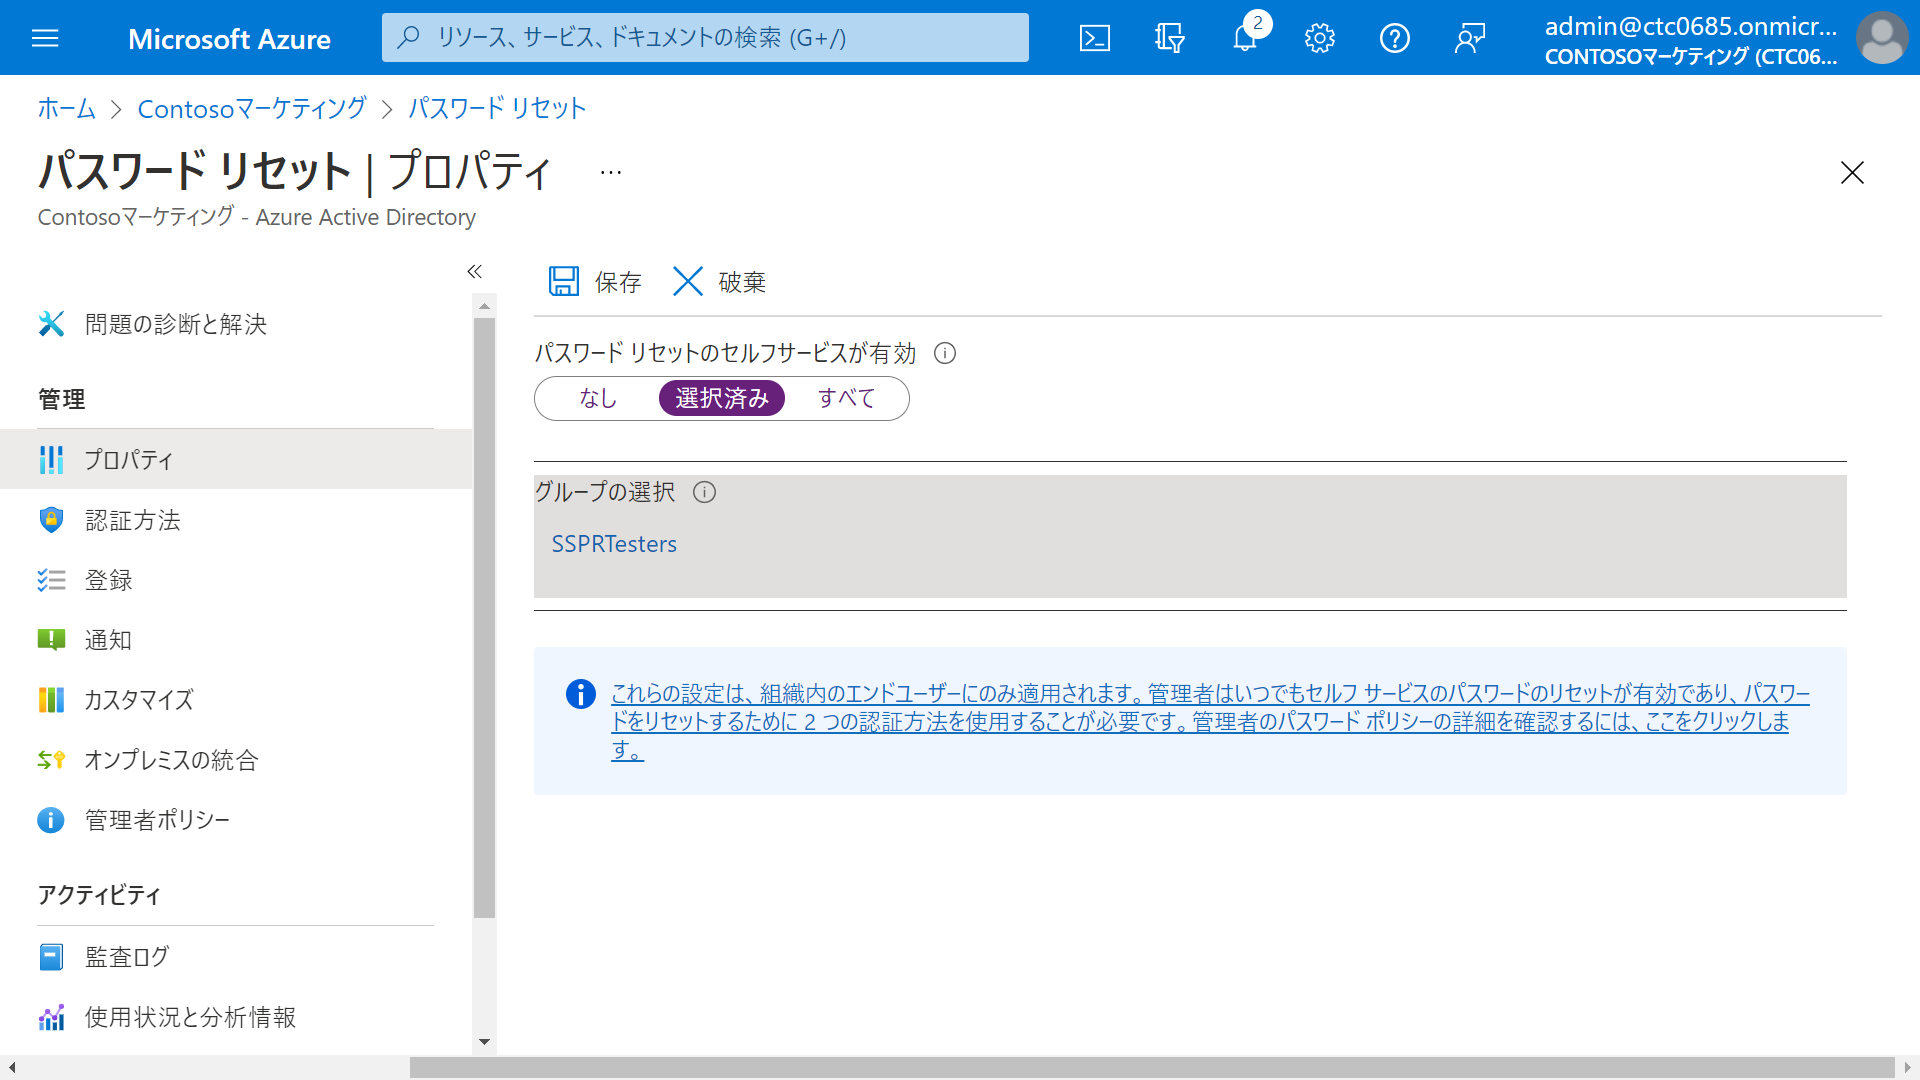 Microsoft Azure
リソース、サービス、ドキュメントの検索 (G+/)
2
admin@ctc0685.onmicr...
CONTOSOマーケティング (CTC06...
ホーム > Contosoマーケティング > パスワード リセット
パスワード リセット | プロパティ ...
Contosoマーケティング - Azure Active Directory
問題の診断と解決
管理
プロパティ
認証方法
登録
通知
カスタマイズ
オンプレミスの統合
管理者ポリシー
アクティビティ
監査ログ
使用状況と分析情報
保存 破棄
パスワード リセットのセルフサービスが有効
なし 選択済み すべて
グループの選択
SSPRTesters
これらの設定は、組織内のエンドユーザーにのみ適用されます。管理者はいつでもセルフ サービスのパスワードのリセットが有効であり、パスワー
ドをリセットするために 2 つの認証方法を使用することが必要です。管理者のパスワード ポリシーの詳細を確認するには、ここをクリックしま
す。